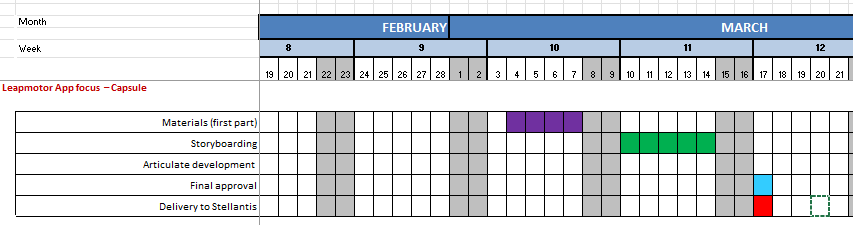 Month FEBRUARY MARCH
Week 8 9 10 11 12
19 20 21 22 23 24 25 26 27 28 1 2 3 4 5 6 7 8 9 10 11 12 13 14 15 16 17 18 19 20 21
Leapmotor App focus – Capsule
Materials (first part)
Storyboarding
Articulate development
Final approval
Delivery to Stellantis